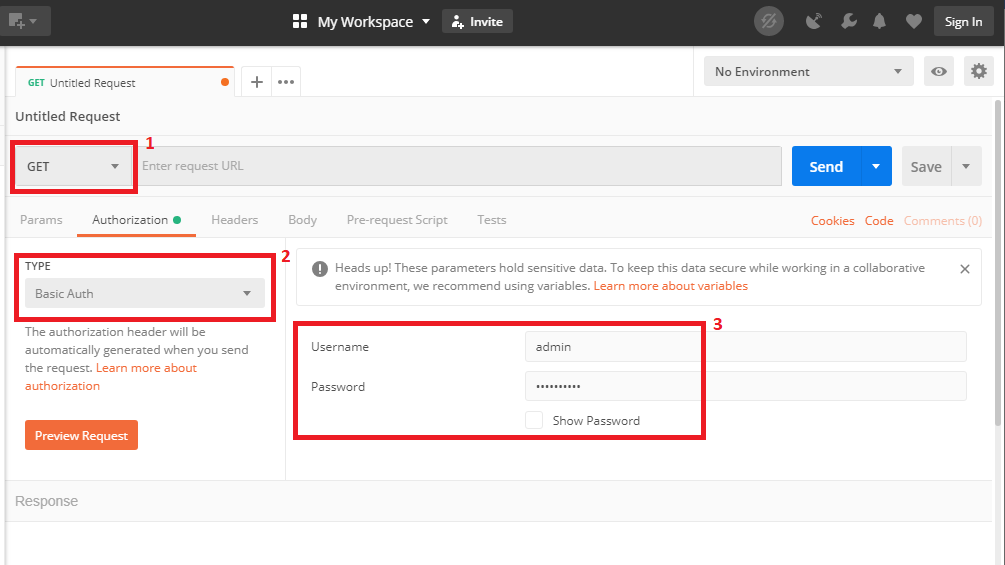 My Workspace Invite Sign In
GET Untitled Request No Environment
Untitled Request
1
GET Enter request URL Send Save
Params Authorization Headers Body Pre-request Script Tests Cookies Code Comments (0)
2
TYPE
Basic Auth
The authorization header will be
automatically generated when you send
the request. Learn more about
authorization
Preview Request
Heads up! These parameters hold sensitive data. To keep this data secure while working in a collaborative
environment, we recommend using variables. Learn more about variables
3
Username admin
Password ••••••••••
Show Password
Response